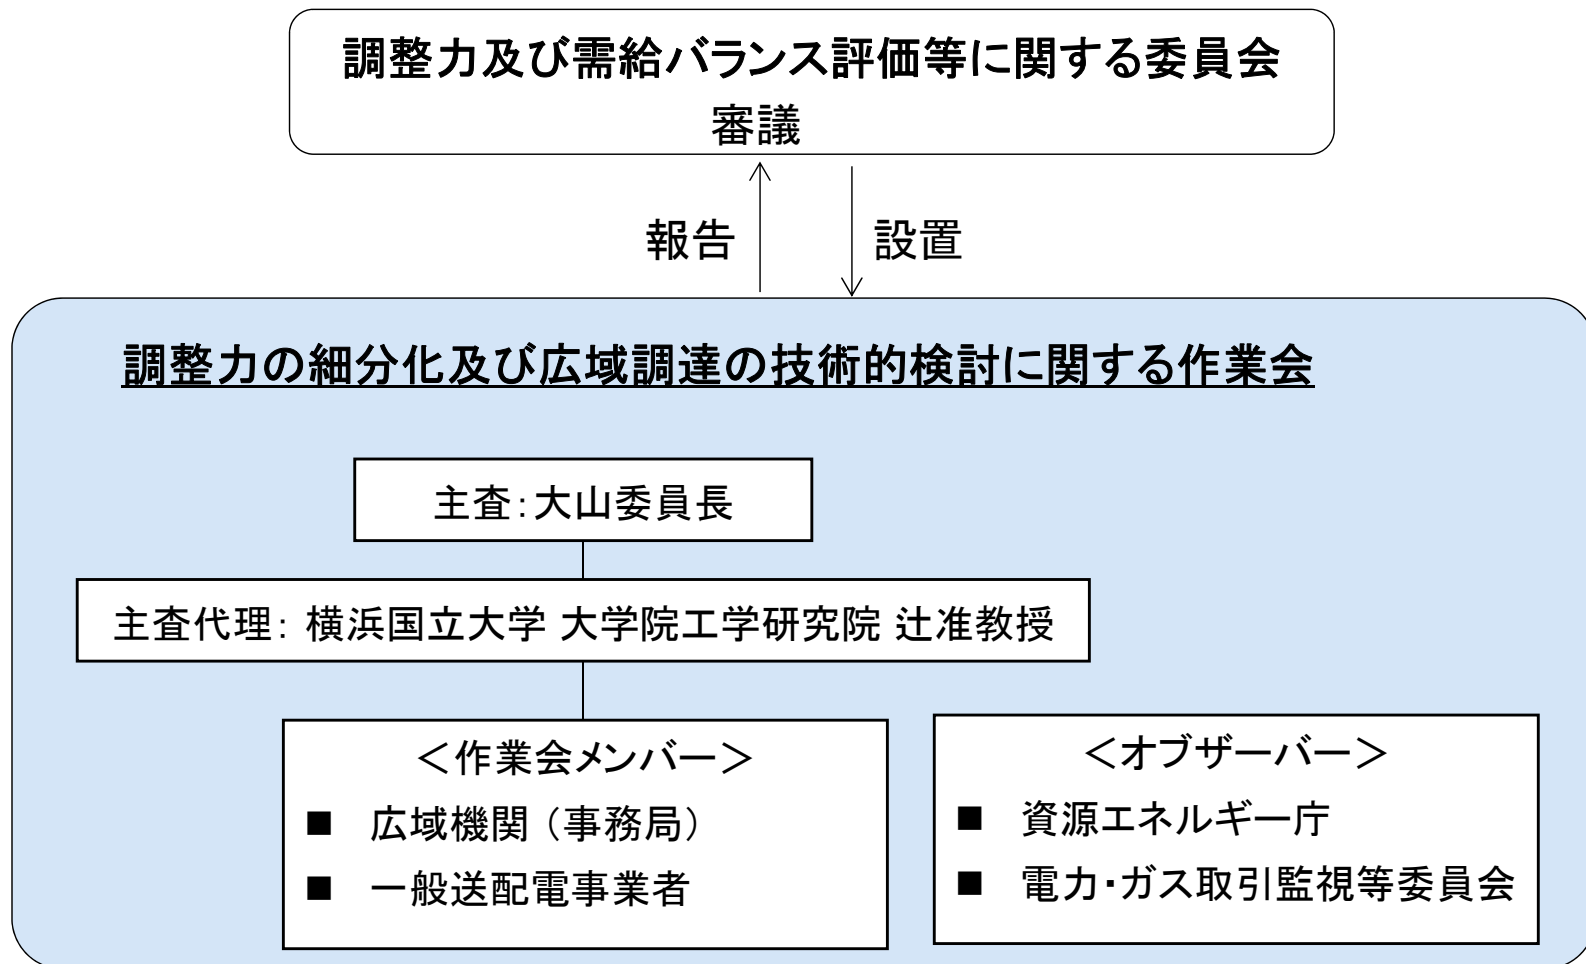 調整力及び需給バランス評価等に関する委員会
審議
報告
設置
調整力の細分化及び広域調達の技術的検討に関する作業会
主査：大山委員長
主査代理： 横浜国立大学 大学院工学研究院 辻准教授
＜作業会メンバー＞
■ 広域機関（事務局）
■ 一般送配電事業者
＜オブザーバー＞
■ 資源エネルギー庁
■ 電力・ガス取引監視等委員会